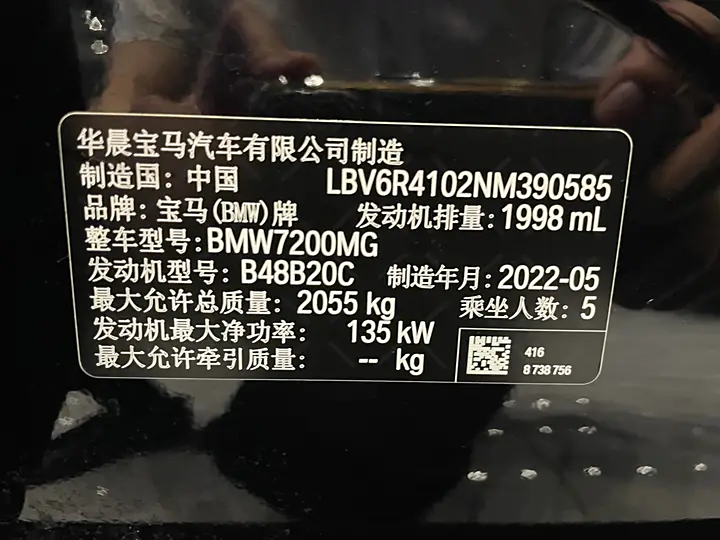 华晨宝马汽车有限公司制造
制造国：中国 LBV6R4102NM390585
品牌：宝马(BMW)牌 发动机排量：1998 mL
整车型号：BMW7200MG
发动机型号：B48B20C 制造年月：2022-05
最大允许总质量：2055 kg 乘坐人数：5
发动机最大净功率： 135 kW
最大允许牵引质量： -- kg
416
8 738 756